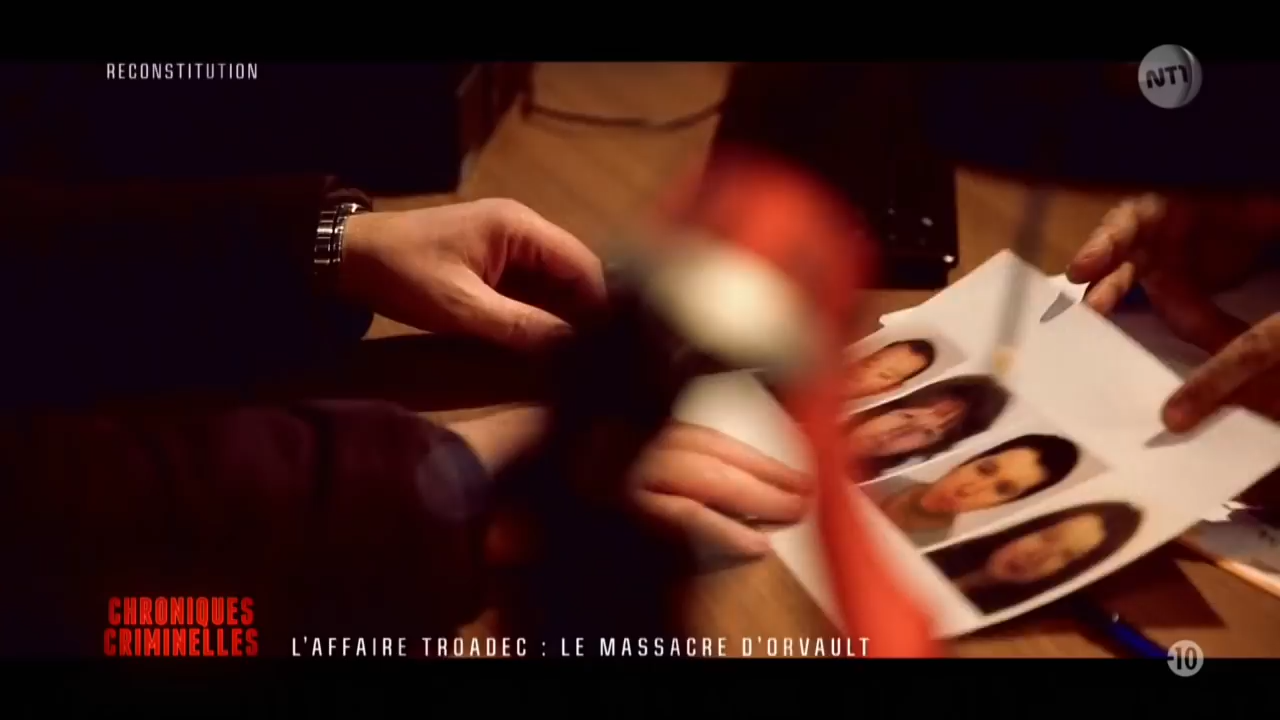 RECONSTITUTION
NT1
CHRONIQUES
CRIMINELLES
L'AFFAIRE TROADEC : LE MASSACRE D'ORVAULT
-10